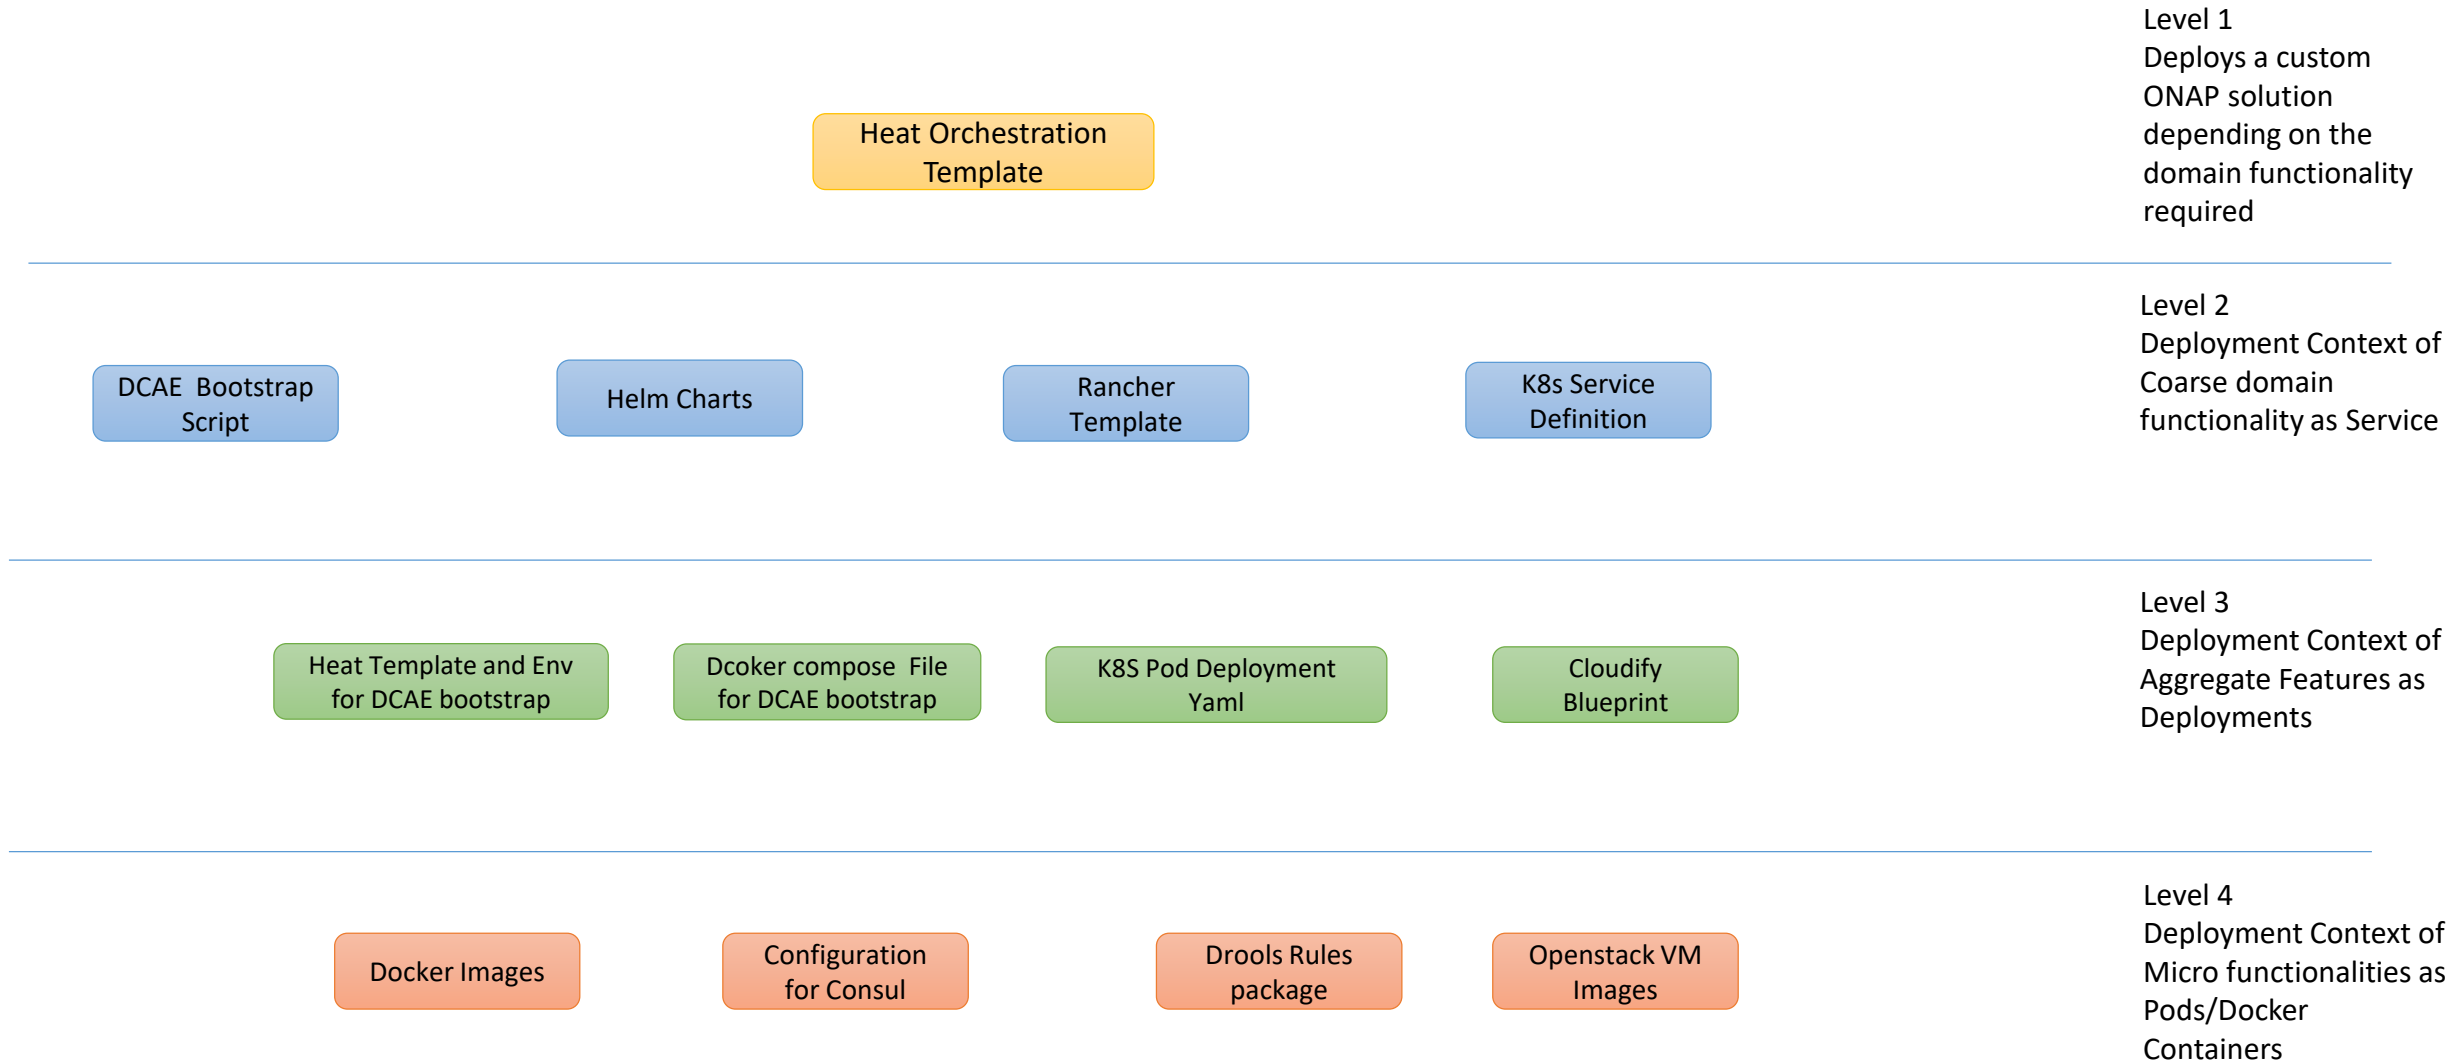 Level 1
Deploys a custom
ONAP solution
depending on the
domain functionality
required
Heat Orchestration
Template
Level 2
Deployment Context of
Coarse domain
functionality as Service
DCAE  Bootstrap
Script
Helm Charts
Rancher
Template
K8s Service
Definition
Level 3
Deployment Context of
Aggregate Features as
Deployments
Heat Template and Env
for DCAE bootstrap
Dcoker compose  File
for DCAE bootstrap
K8S Pod Deployment
Yaml
Cloudify
Blueprint
Level 4
Deployment Context of
Micro functionalities as
Pods/Docker
Containers
Docker Images
Configuration
for Consul
Drools Rules
package
Openstack VM
Images